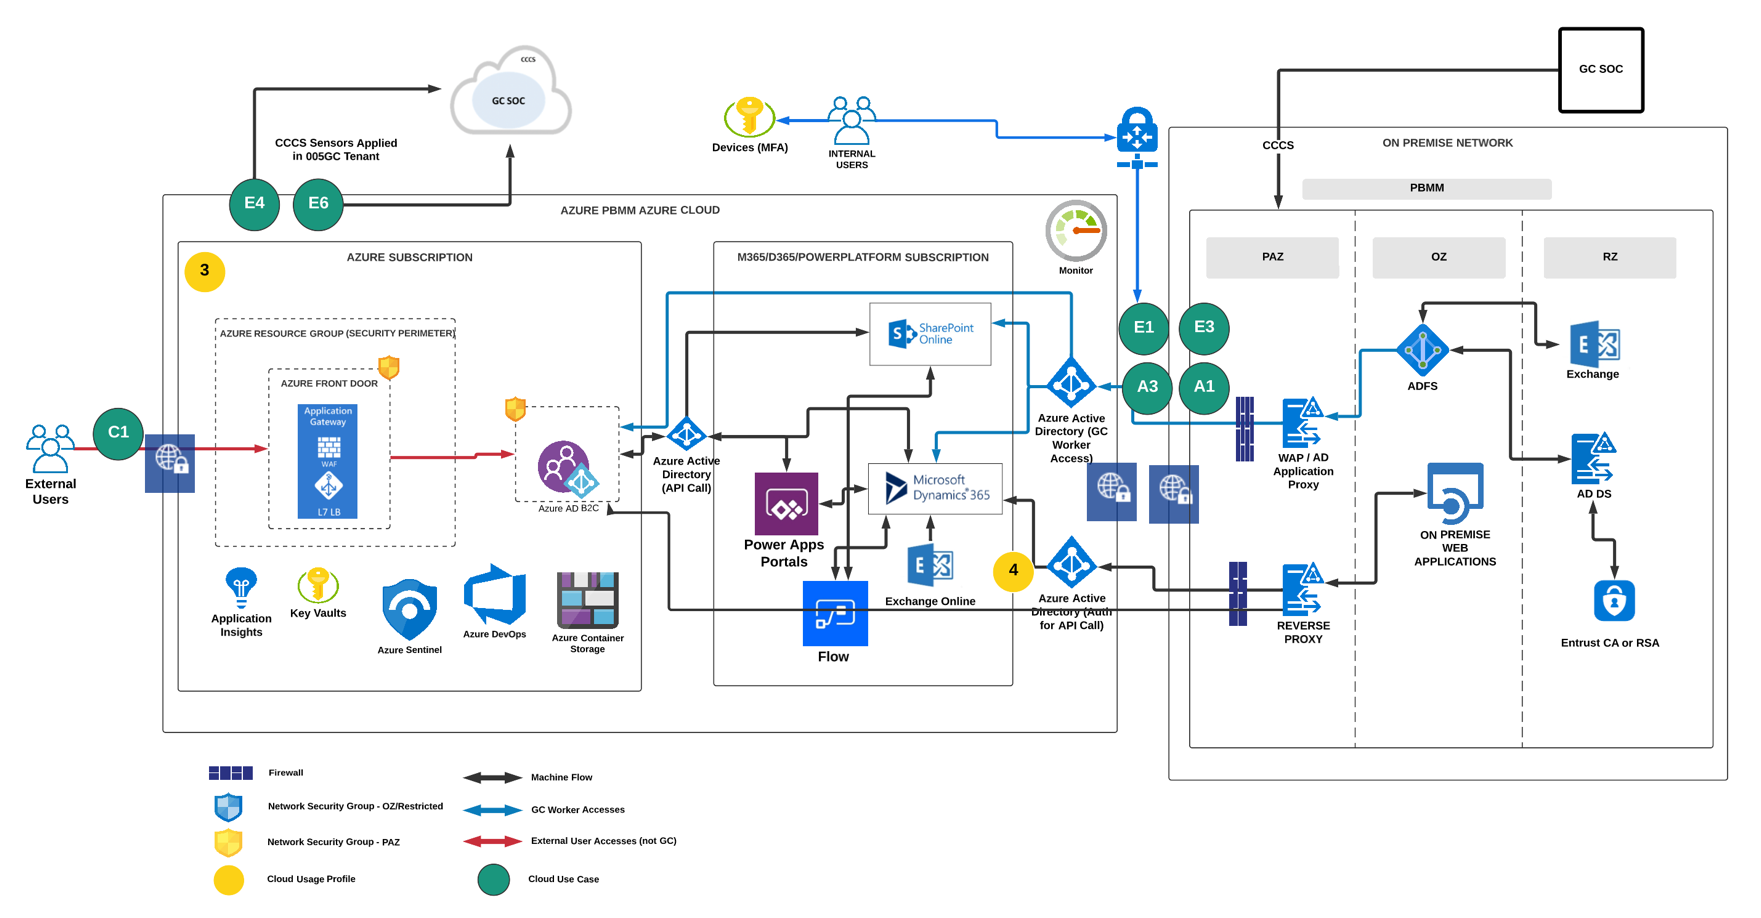 CCCS
GC SOC
GC SOC
CCCS Sensors Applied
in 005GC Tenant
Devices (MFA)
INTERNAL
USERS
CCCS
ON PREMISE NETWORK
PBMM
E4
E6
AZURE PBMM AZURE CLOUD
Monitor
3
AZURE SUBSCRIPTION
M365/D365/POWERPLATFORM SUBSCRIPTION
PAZ
OZ
RZ
AZURE RESOURCE GROUP (SECURITY PERIMETER)
AZURE FRONT DOOR
Application
Gateway
WAF
L7 LB
C1
External
Users
Azure AD B2C
Azure Active
Directory
(API Call)
S
SharePoint
Online
Microsoft
Dynamics 365
Power Apps
Portals
Exchange Online
Flow
E1
E3
A3
A1
Azure Active
Directory (GC
Worker
Access)
4
Azure Active
Directory (Auth
for API Call)
WAP / AD
Application
Proxy
REVERSE
PROXY
ADFS
ON PREMISE
WEB
APPLICATIONS
E
Exchange
AD DS
Entrust CA or RSA
Application
Insights
Key Vaults
Azure Sentinel
Azure DevOps
Azure Container
Storage
E
Firewall
Network Security Group - OZ/Restricted
Network Security Group - PAZ
Cloud Usage Profile
Machine Flow
GC Worker Accesses
External User Accesses (not GC)
Cloud Use Case